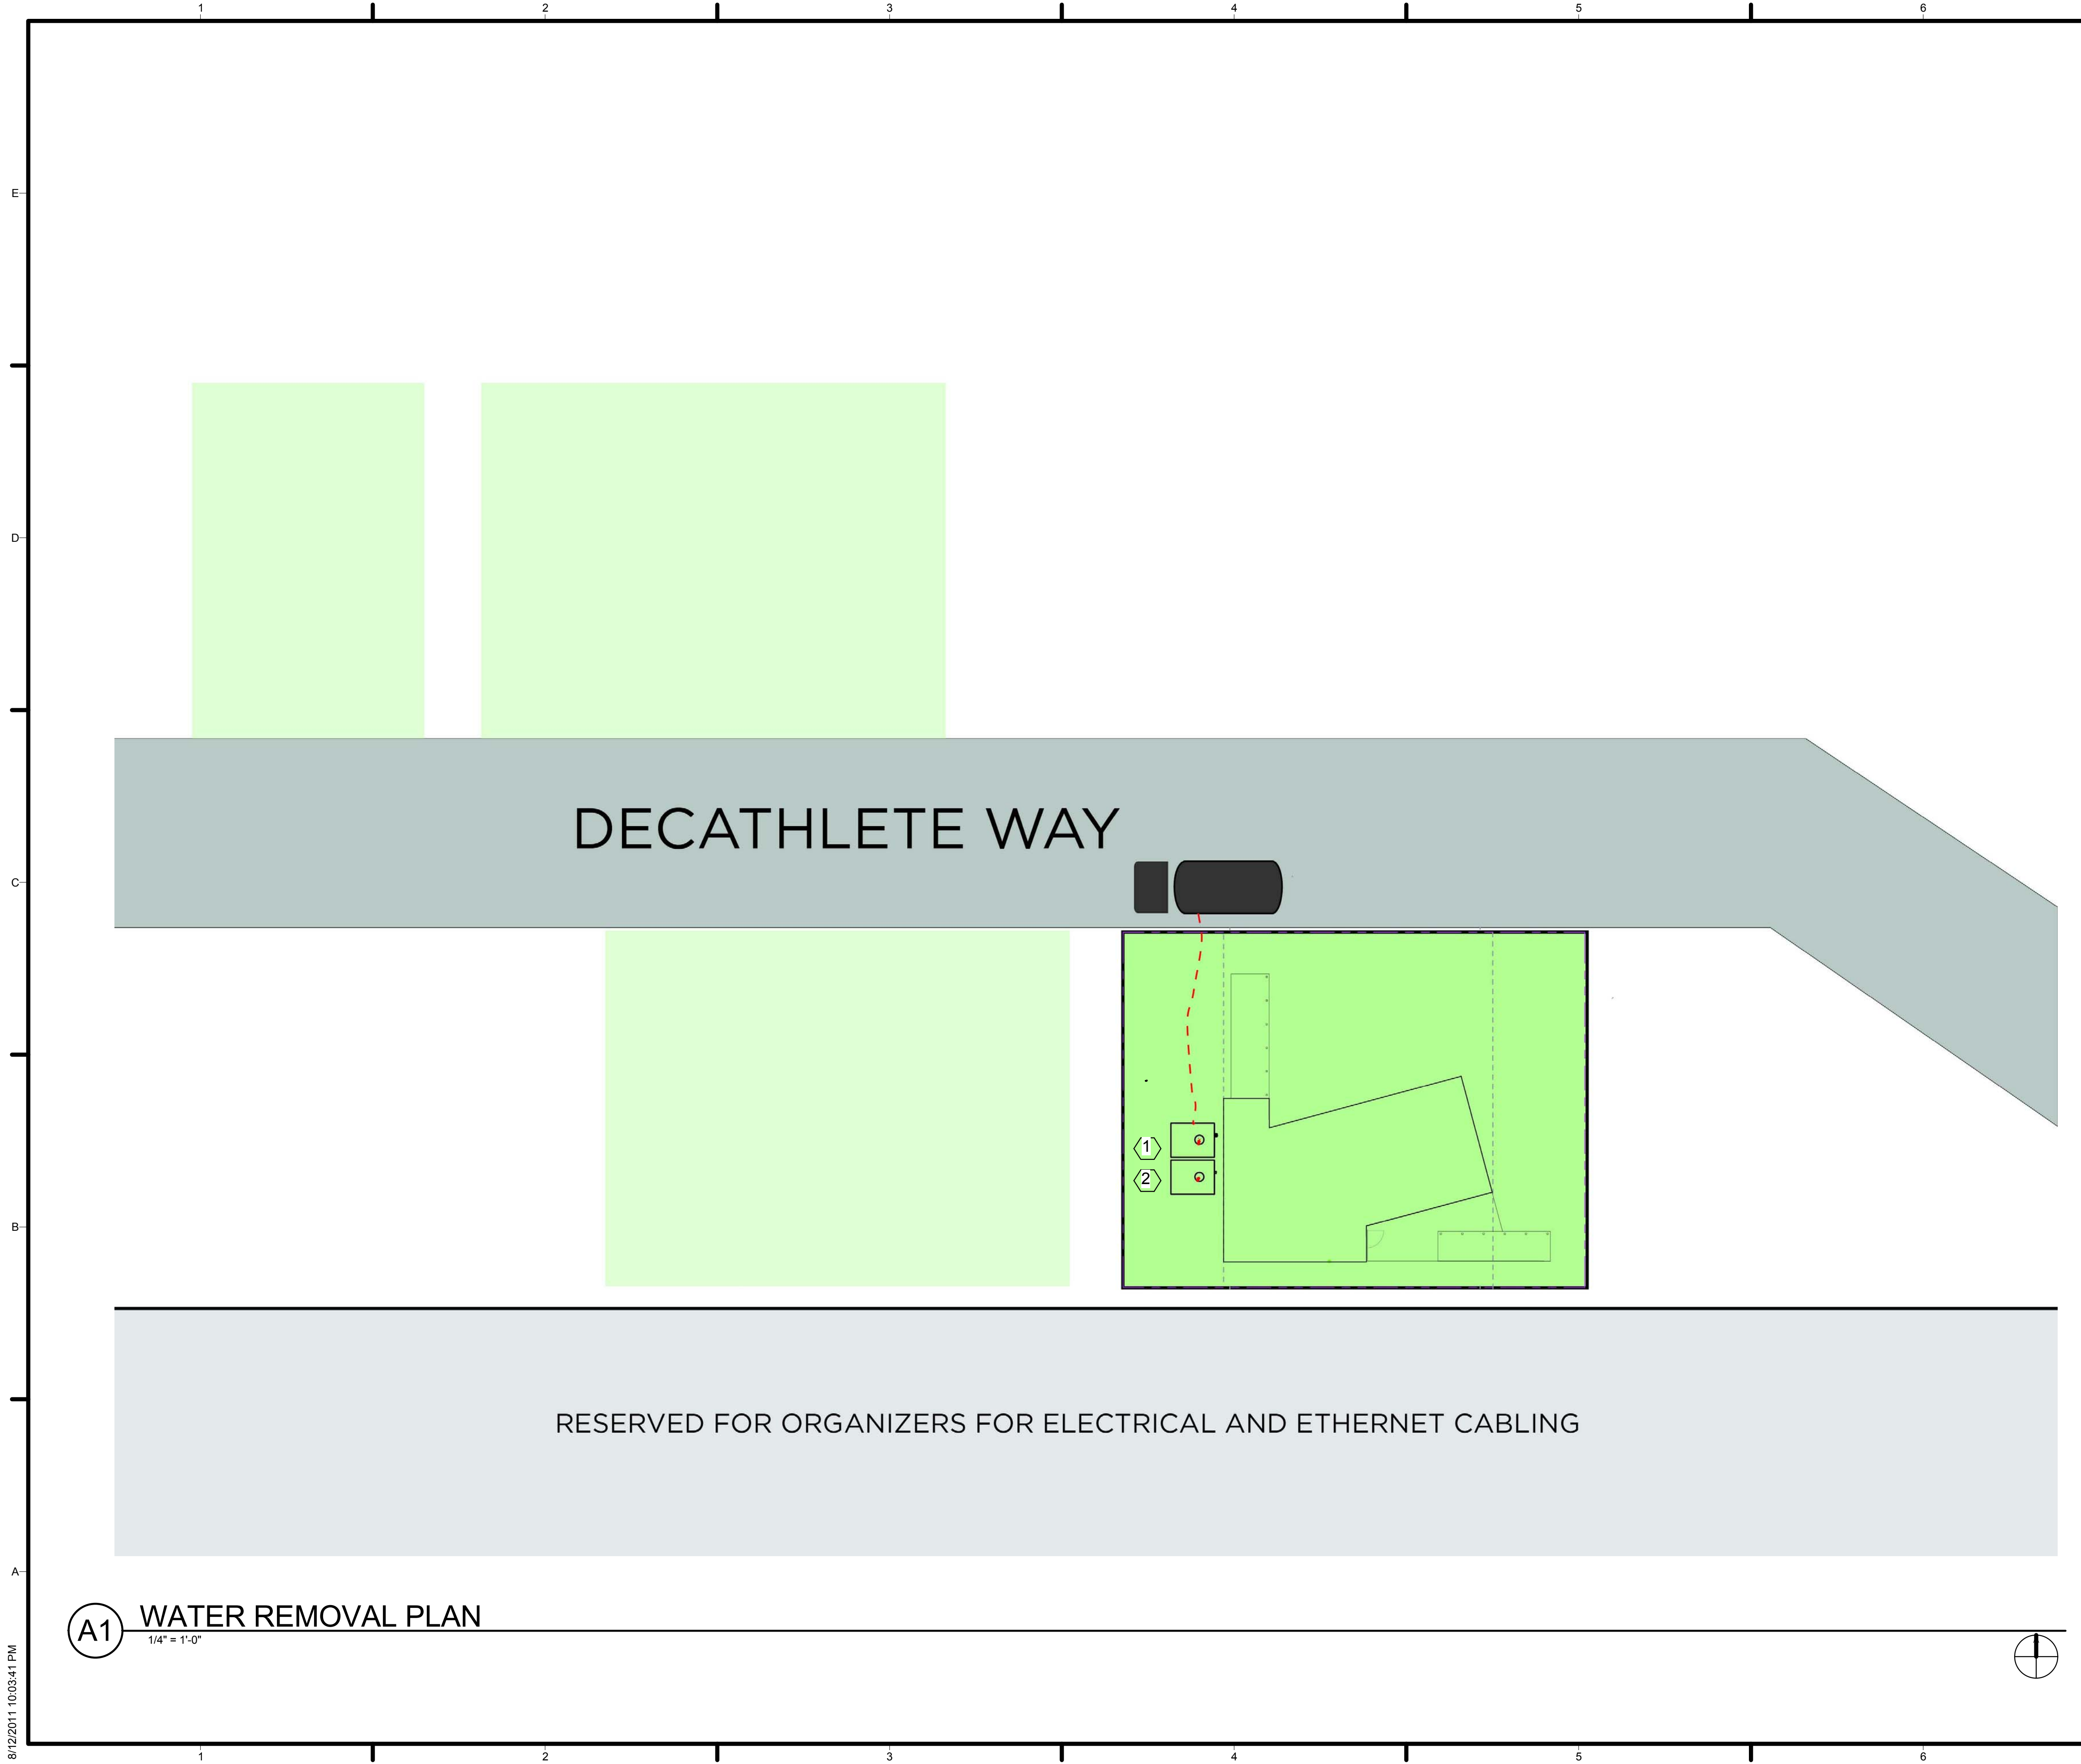 1 2 3 4 5 6
E
D
DECATHLETE WAY
C
1
2
B
RESERVED FOR ORGANIZERS FOR ELECTRICAL AND ETHERNET CABLING
A
A1 WATER REMOVAL PLAN
1/4" = 1'-0"
8/12/2011 10:03:41 PM
1 2 3 4 5 6